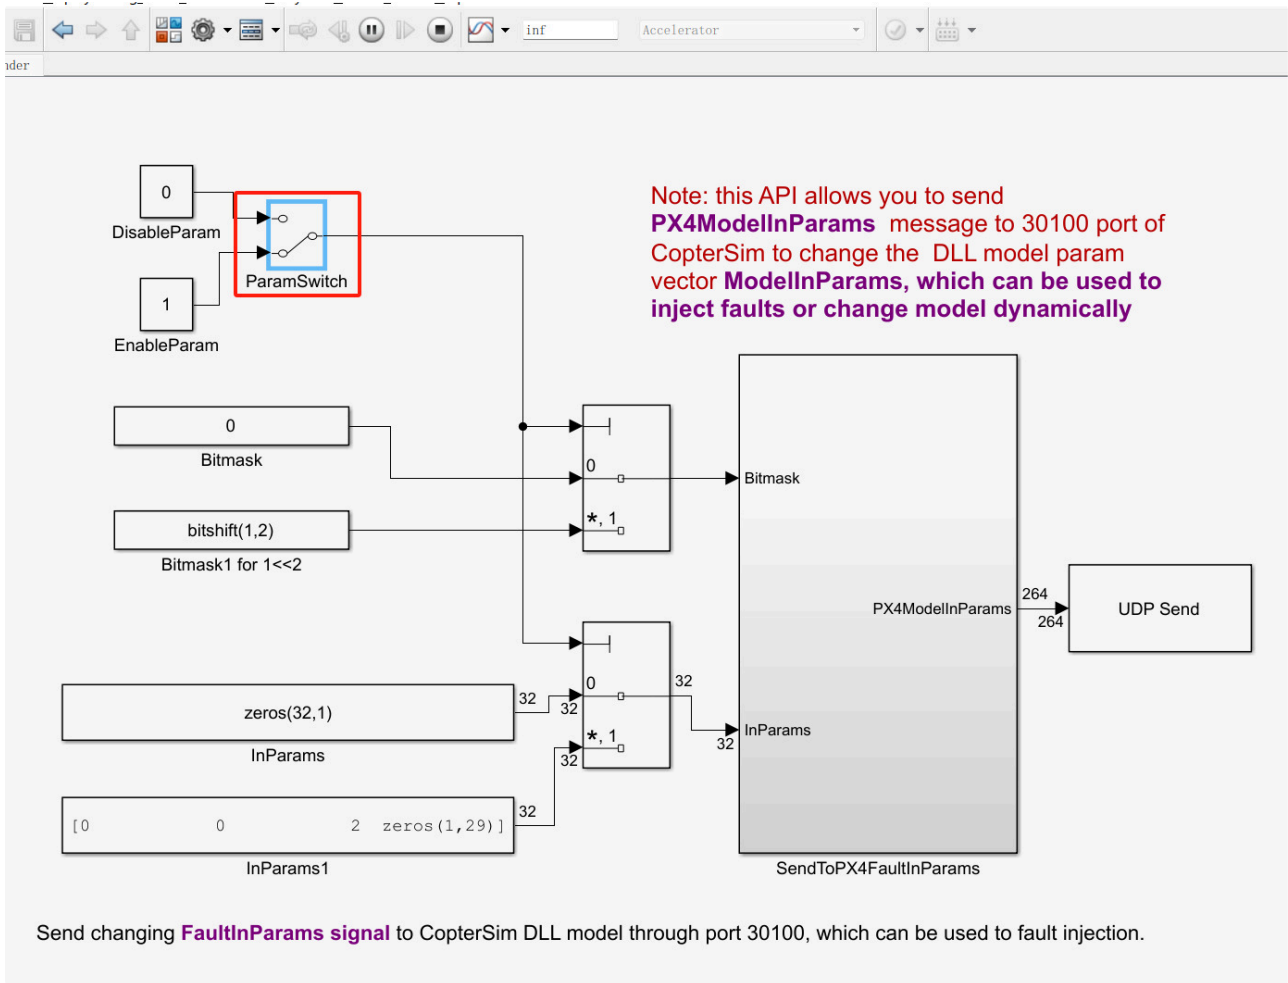 inf
Accelerator
nder
0
DisableParam
ParamSwitch
1
EnableParam
Note: this API allows you to send
PX4ModelInParams message to 30100 port of
CopterSim to change the DLL model param
vector ModelInParams, which can be used to
inject faults or change model dynamically
0
Bitmask
bitshift(1,2)
Bitmask1 for 1<<2
0
*, 1
Bitmask
PX4ModelInParams
264
264
UDP Send
zeros(32,1)
InParams
32
32
0
*, 1
32
32
32
InParams
[0 0 2 zeros(1,29)]
32
InParams1
SendToPX4FaultInParams
Send changing FaultInParams signal to CopterSim DLL model through port 30100, which can be used to fault injection.